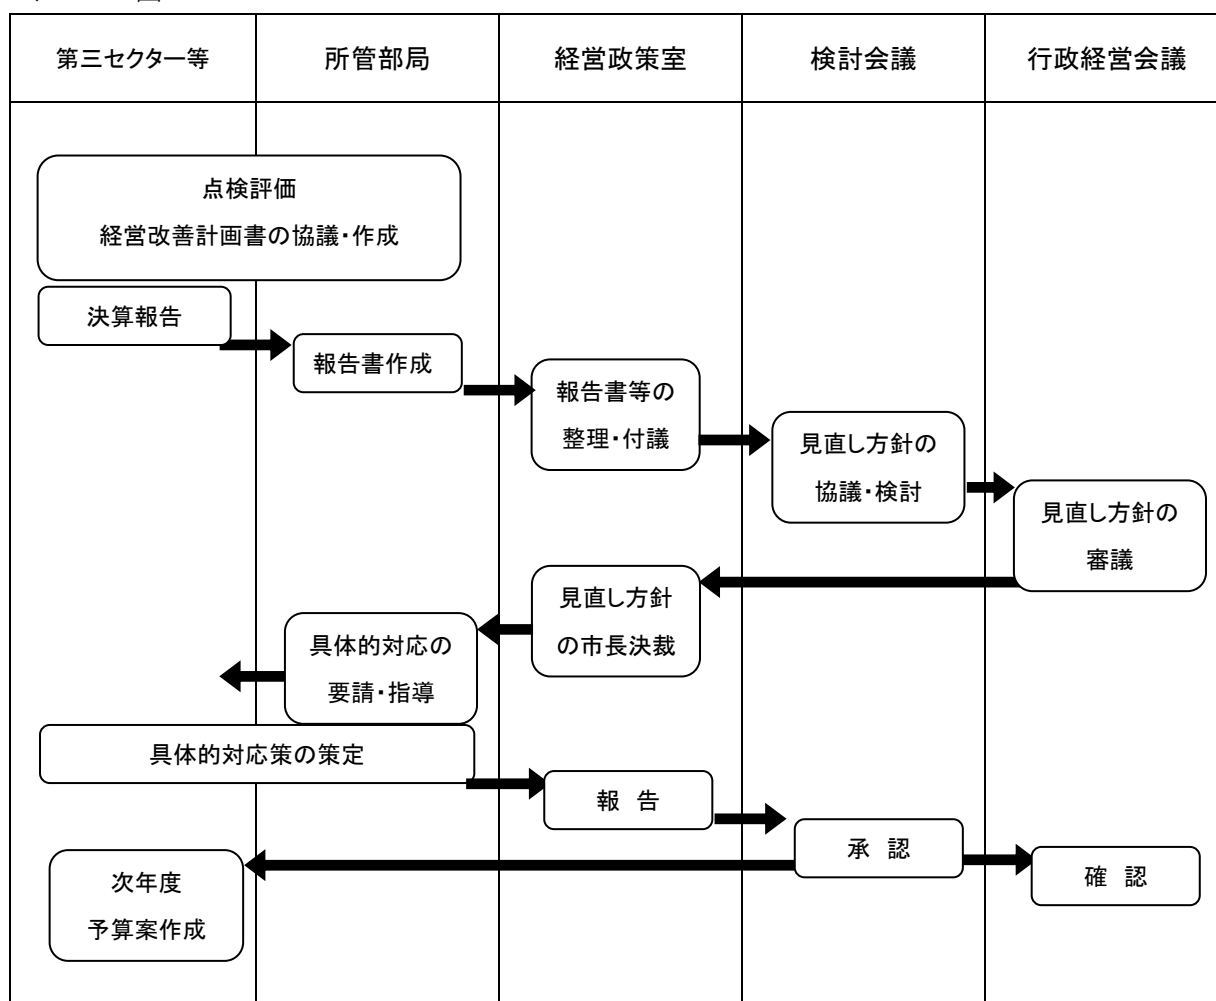 第三セクター等
所管部局
経営政策室
検討会議
行政経営会議
点検評価
経営改善計画書の協議・作成
決算報告
報告書作成
報告書等の
整理・付議
見直し方針の
協議・検討
見直し方針の
審議
見直し方針
の市長決裁
具体的対応の
要請・指導
具体的対応策の策定
報 告
承 認
確 認
次年度
予算案作成